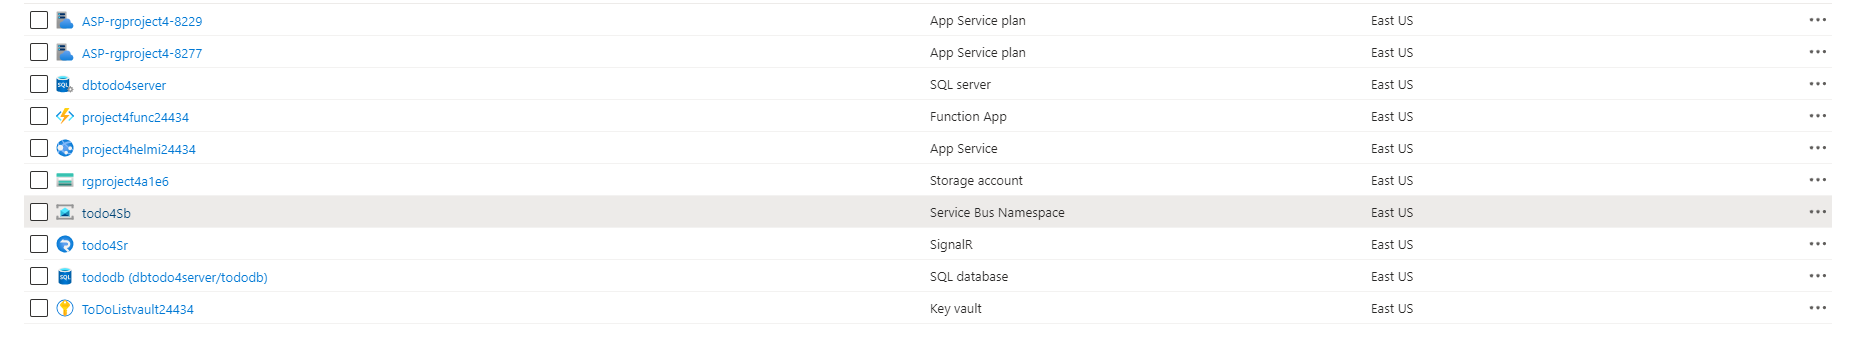 ASP-rgproject4-8229 App Service plan East US
ASP-rgproject4-8277 App Service plan East US
SQL dbtodo4server SQL server East US
project4func24434 Function App East US
project4helmi24434 App Service East US
rgproject4a1e6 Storage account East US
todo4Sb Service Bus Namespace East US
todo4Sr SignalR East US
SQL tododb (dbtodo4server/tododb) SQL database East US
ToDoListvault24434 Key vault East US